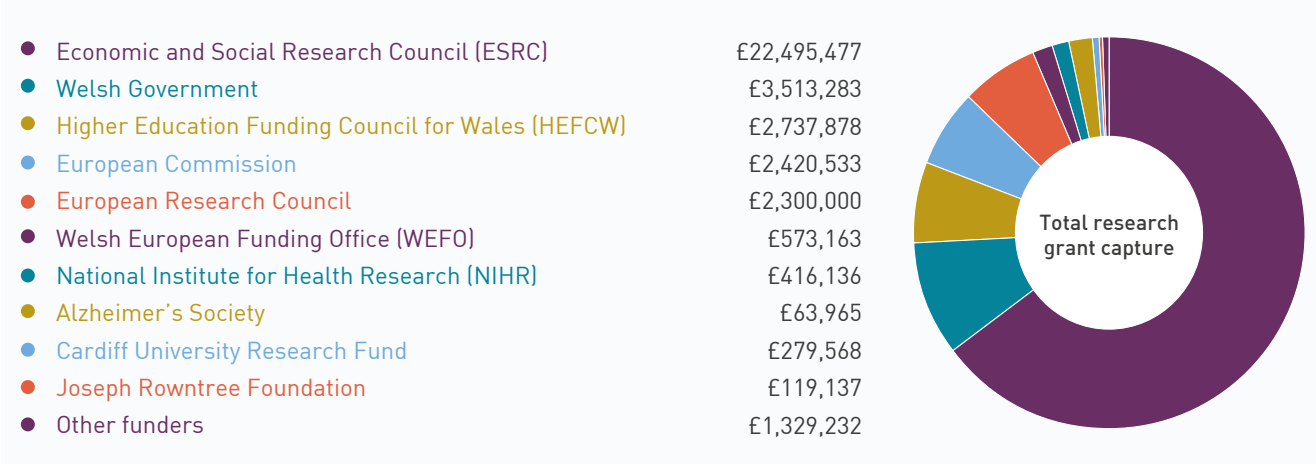 Economic and Social Research Council (ESRC) £22,495,477
Welsh Government £3,513,283
Higher Education Funding Council for Wales (HEFCW) £2,737,878
European Commission £2,420,533
European Research Council £2,300,000
Welsh European Funding Office (WEFO) £573,163
National Institute for Health Research (NIHR) £416,136
Alzheimer's Society £63,965
Cardiff University Research Fund £279,568
Joseph Rowntree Foundation £119,137
Other funders £1,329,232
Total research
grant capture